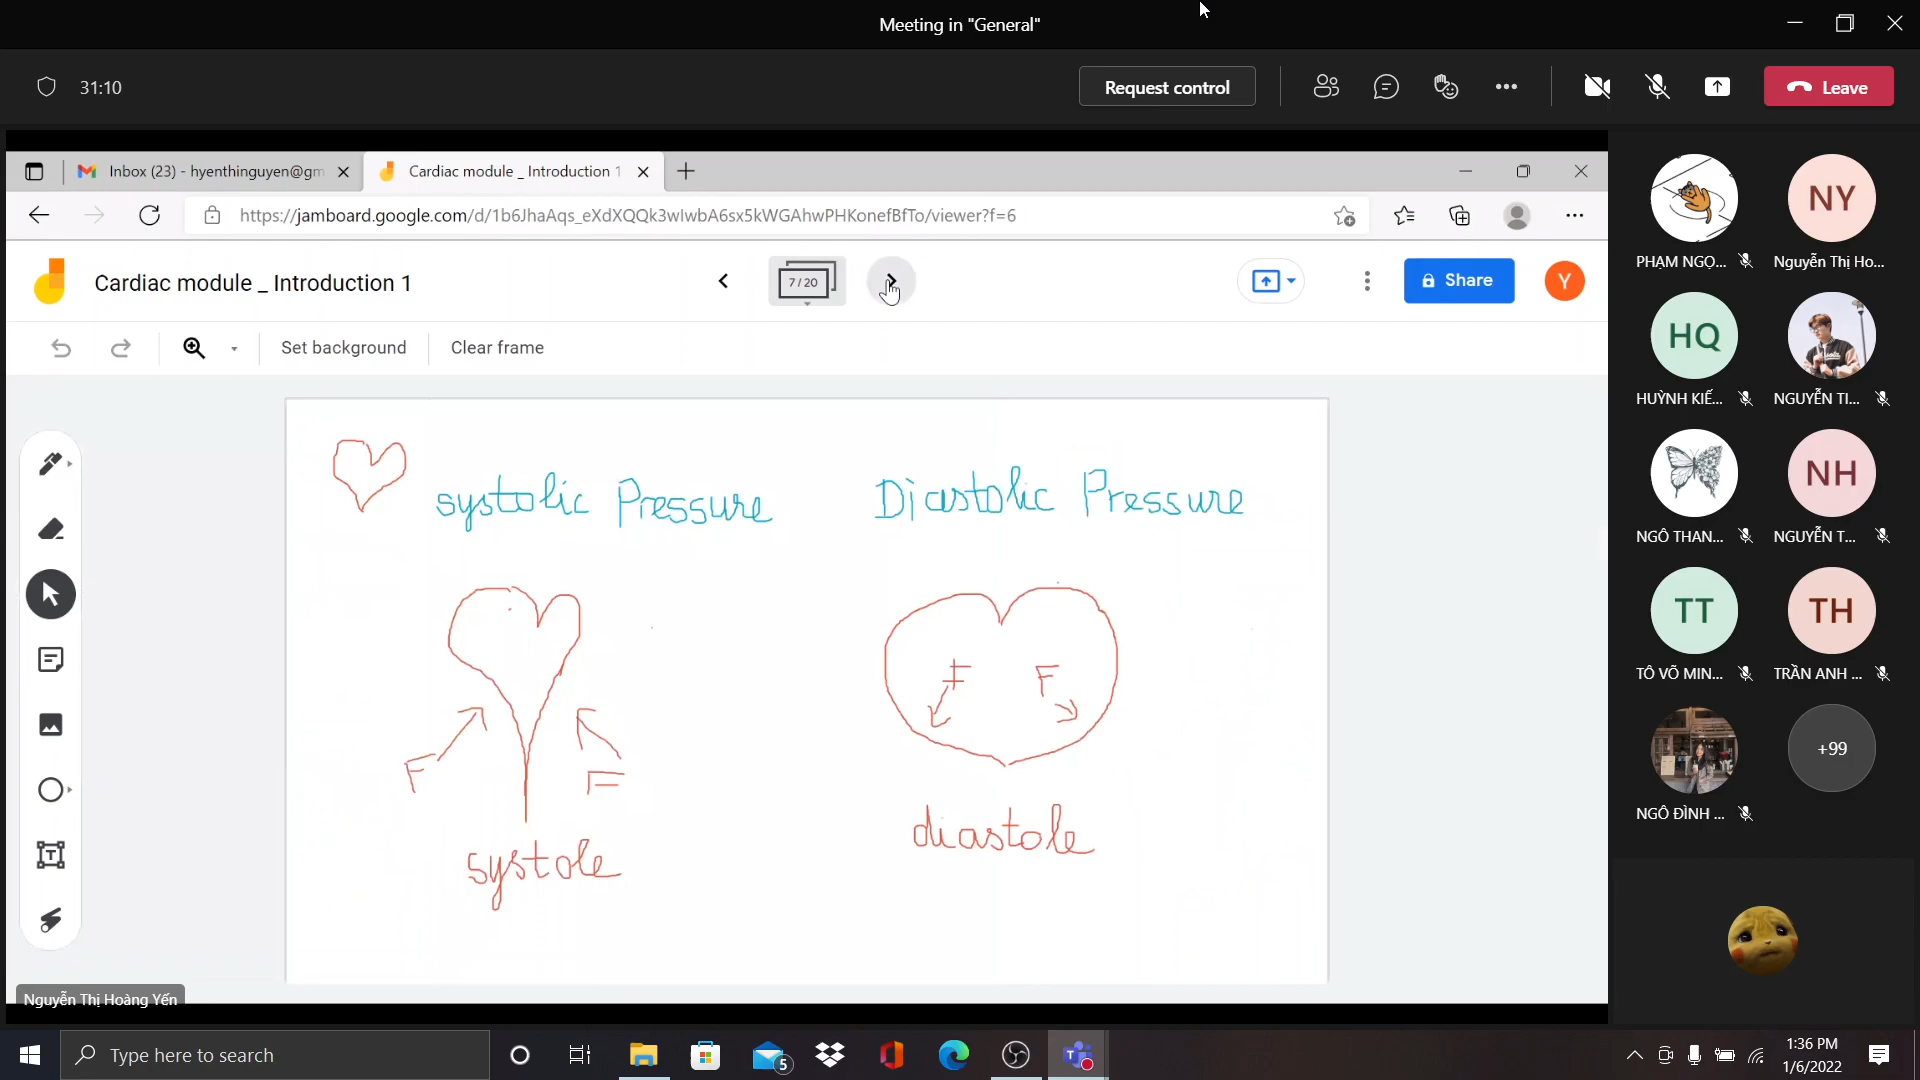 Meeting in "General"
31:10
Request control
Leave
Inbox (23) - hyenthinguyen@gm
Cardiac module _ Introduction 1
https://jamboard.google.com/d/1b6JhaAqs_eXdXQQk3wIwbA6sx5kWGAhwPHKonefBfTo/viewer?f=6
Cardiac module _ Introduction 1
7 / 20
Share
Y
Set background
Clear frame
systolic Pressure
Diastolic Pressure
F
F
F
F
systole
diastole
Nguyễn Thị Hoàng Yến
PHẠM NGỌ...
NY
Nguyễn Thị Ho...
HQ
HUỲNH KIẾ...
NGUYỄN TI...
NGÔ THAN...
NH
NGUYỄN T...
TT
TÔ VÕ MIN...
TH
TRẦN ANH ...
NGÔ ĐÌNH ...
+99
Type here to search
5
1:36 PM
1/6/2022